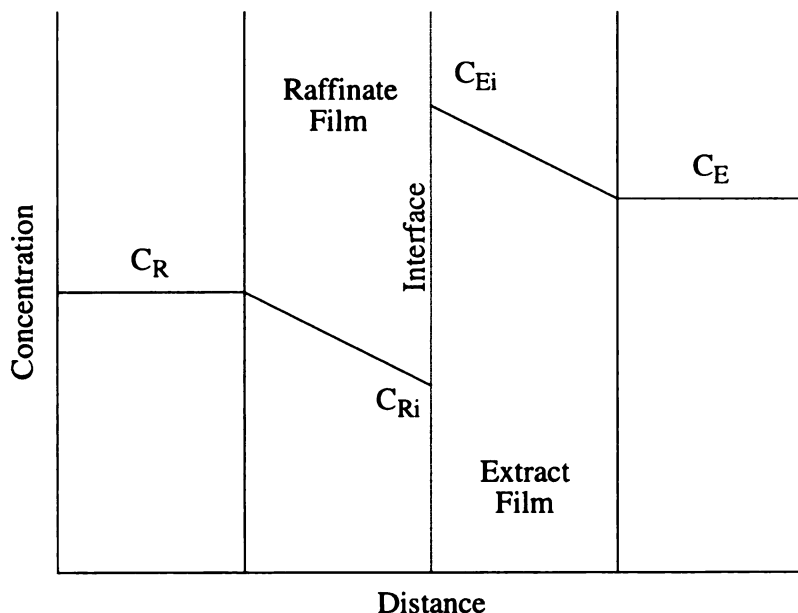 Raffinate
Film
C_Ei
C_E
Interface
C_R
C_Ri
Concentration
Extract
Film
Distance